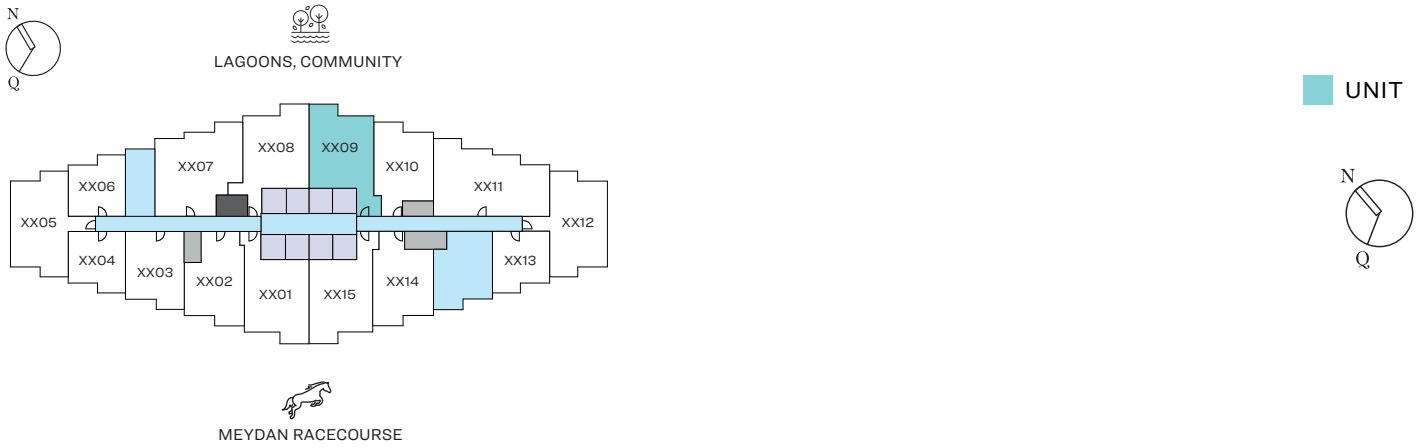 N
Q
LAGOONS, COMMUNITY
UNIT
XX08
XX09
XX07
XX10
XX06
XX11
XX05
XX12
XX04
XX03
XX02
XX01
XX15
XX14
XX13
N
Q
MEYDAN RACECOURSE